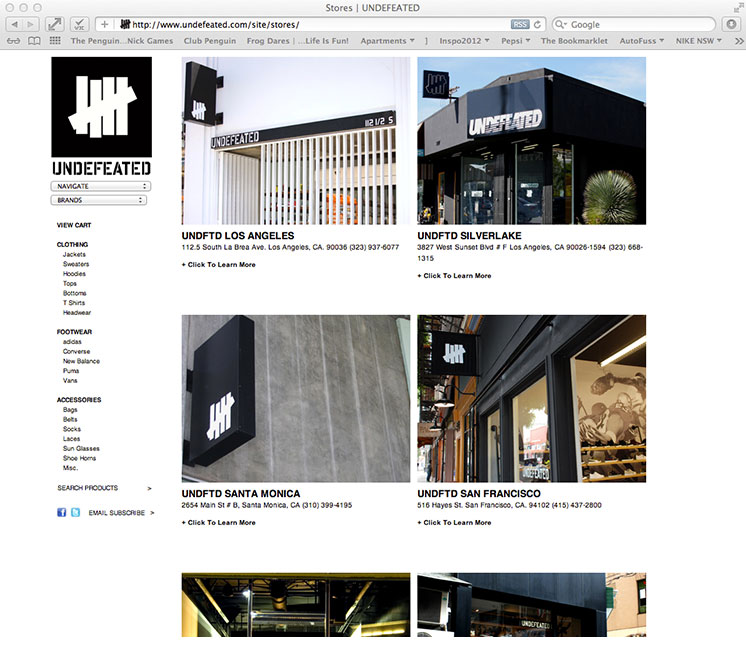 Stores | UNDEFEATED
http://www.undefeated.com/site/stores/
RSS
Google
The Penguin...Nick Games
Club Penguin
Frog Dares | ...Life Is Fun!
Apartments
]
Inspo2012
Pepsi
The Bookmarklet
AutoFuss
NIKE NSW
UNDEFEATED
NAVIGATE
BRANDS
VIEW CART
CLOTHING
Jackets
Sweaters
Hoodies
Tops
Bottoms
T Shirts
Headwear
FOOTWEAR
adidas
Converse
New Balance
Puma
Vans
ACCESSORIES
Bags
Belts
Socks
Laces
Sun Glasses
Shoe Horns
Misc.
SEARCH PRODUCTS >
EMAIL SUBSCRIBE >
UNDEFEATED
112 1/2 S
UNDFTD LOS ANGELES
112.5 South La Brea Ave. Los Angeles, CA. 90036 (323) 937-6077
+ Click To Learn More
UNDEFEATED
UNDFTD SILVERLAKE
3827 West Sunset Blvd # F Los Angeles, CA 90026-1594 (323) 668-
1315
+ Click To Learn More
UNDFTD SANTA MONICA
2654 Main St # B, Santa Monica, CA (310) 399-4195
+ Click To Learn More
UNDEFEATED
UNDFTD SAN FRANCISCO
516 Hayes St. San Francisco, CA. 94102 (415) 437-2800
+ Click To Learn More
UNDEFEATED